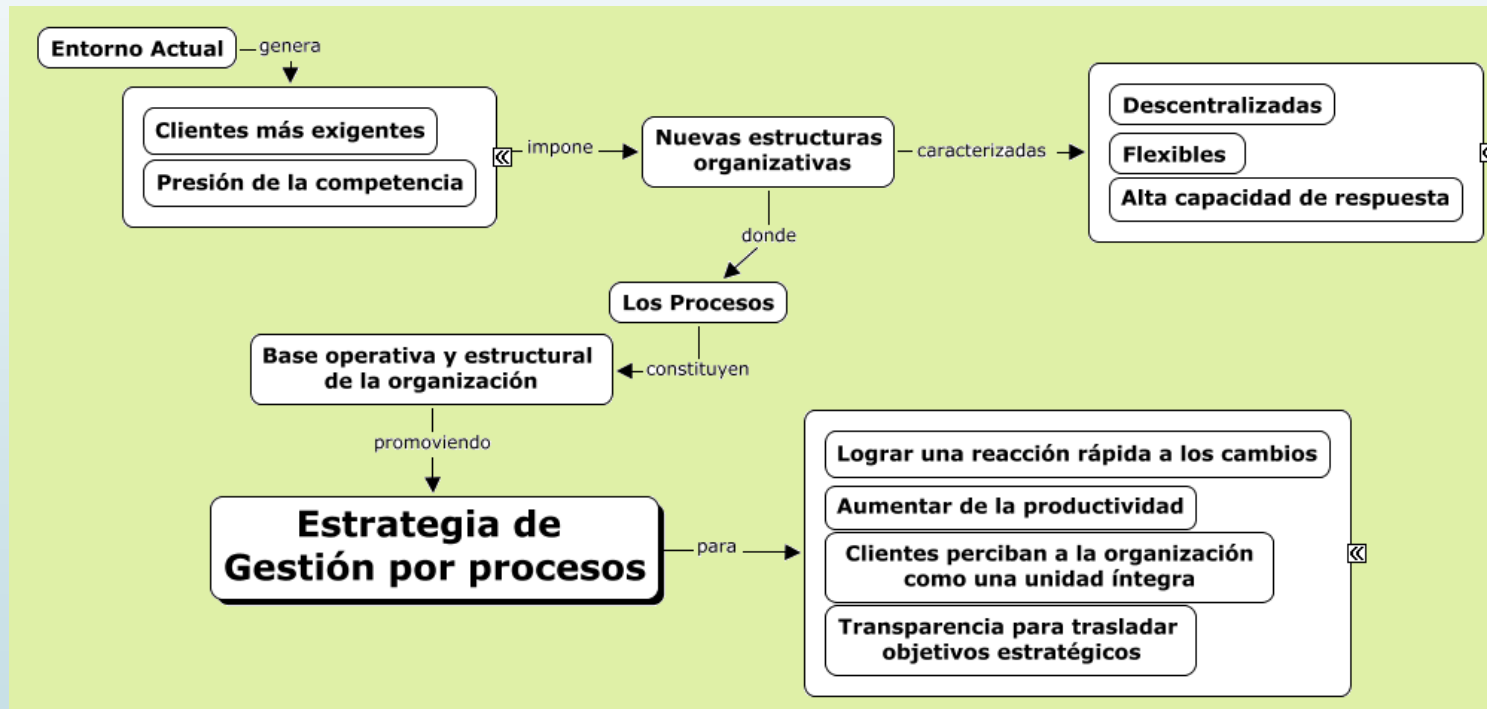 Entorno Actual
genera
Clientes más exigentes
Presión de la competencia
impone
Nuevas estructuras
organizativas
caracterizadas
Descentralizadas
Flexibles
Alta capacidad de respuesta
donde
Los Procesos
constituyen
Base operativa y estructural
de la organización
promoviendo
Estrategia de
Gestión por procesos
para
Lograr una reacción rápida a los cambios
Aumentar de la productividad
Clientes perciban a la organización
como una unidad íntegra
Transparencia para trasladar
objetivos estratégicos